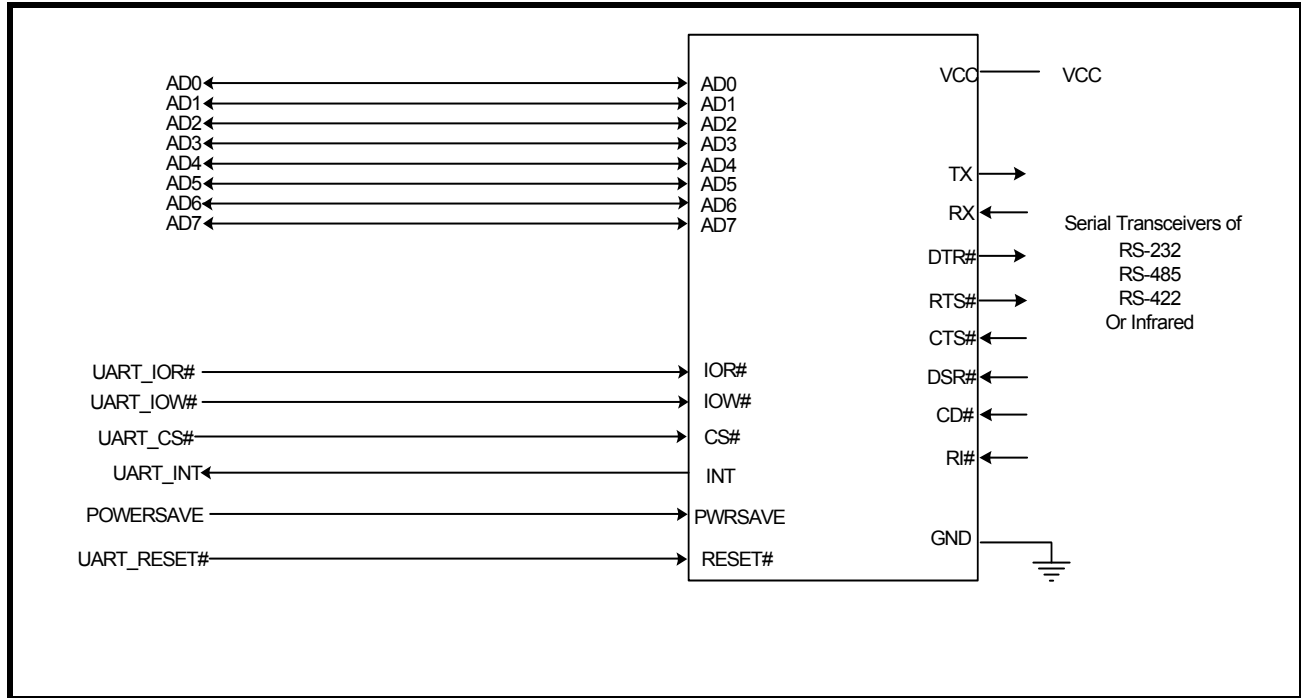 AD0 AD0
AD1 AD1
AD2 AD2
AD3 AD3
AD4 AD4
AD5 AD5
AD6 AD6
AD7 AD7
UART_IOR# IOR#
UART_IOW# IOW#
UART_CS# CS#
UART_INT INT
POWERSAVE PWRSAVE
UART_RESET# RESET#
VCC VCC
TX
RX
DTR#
RTS#
CTS#
DSR#
CD#
RI#
GND
Serial Transceivers of
RS-232
RS-485
RS-422
Or Infrared